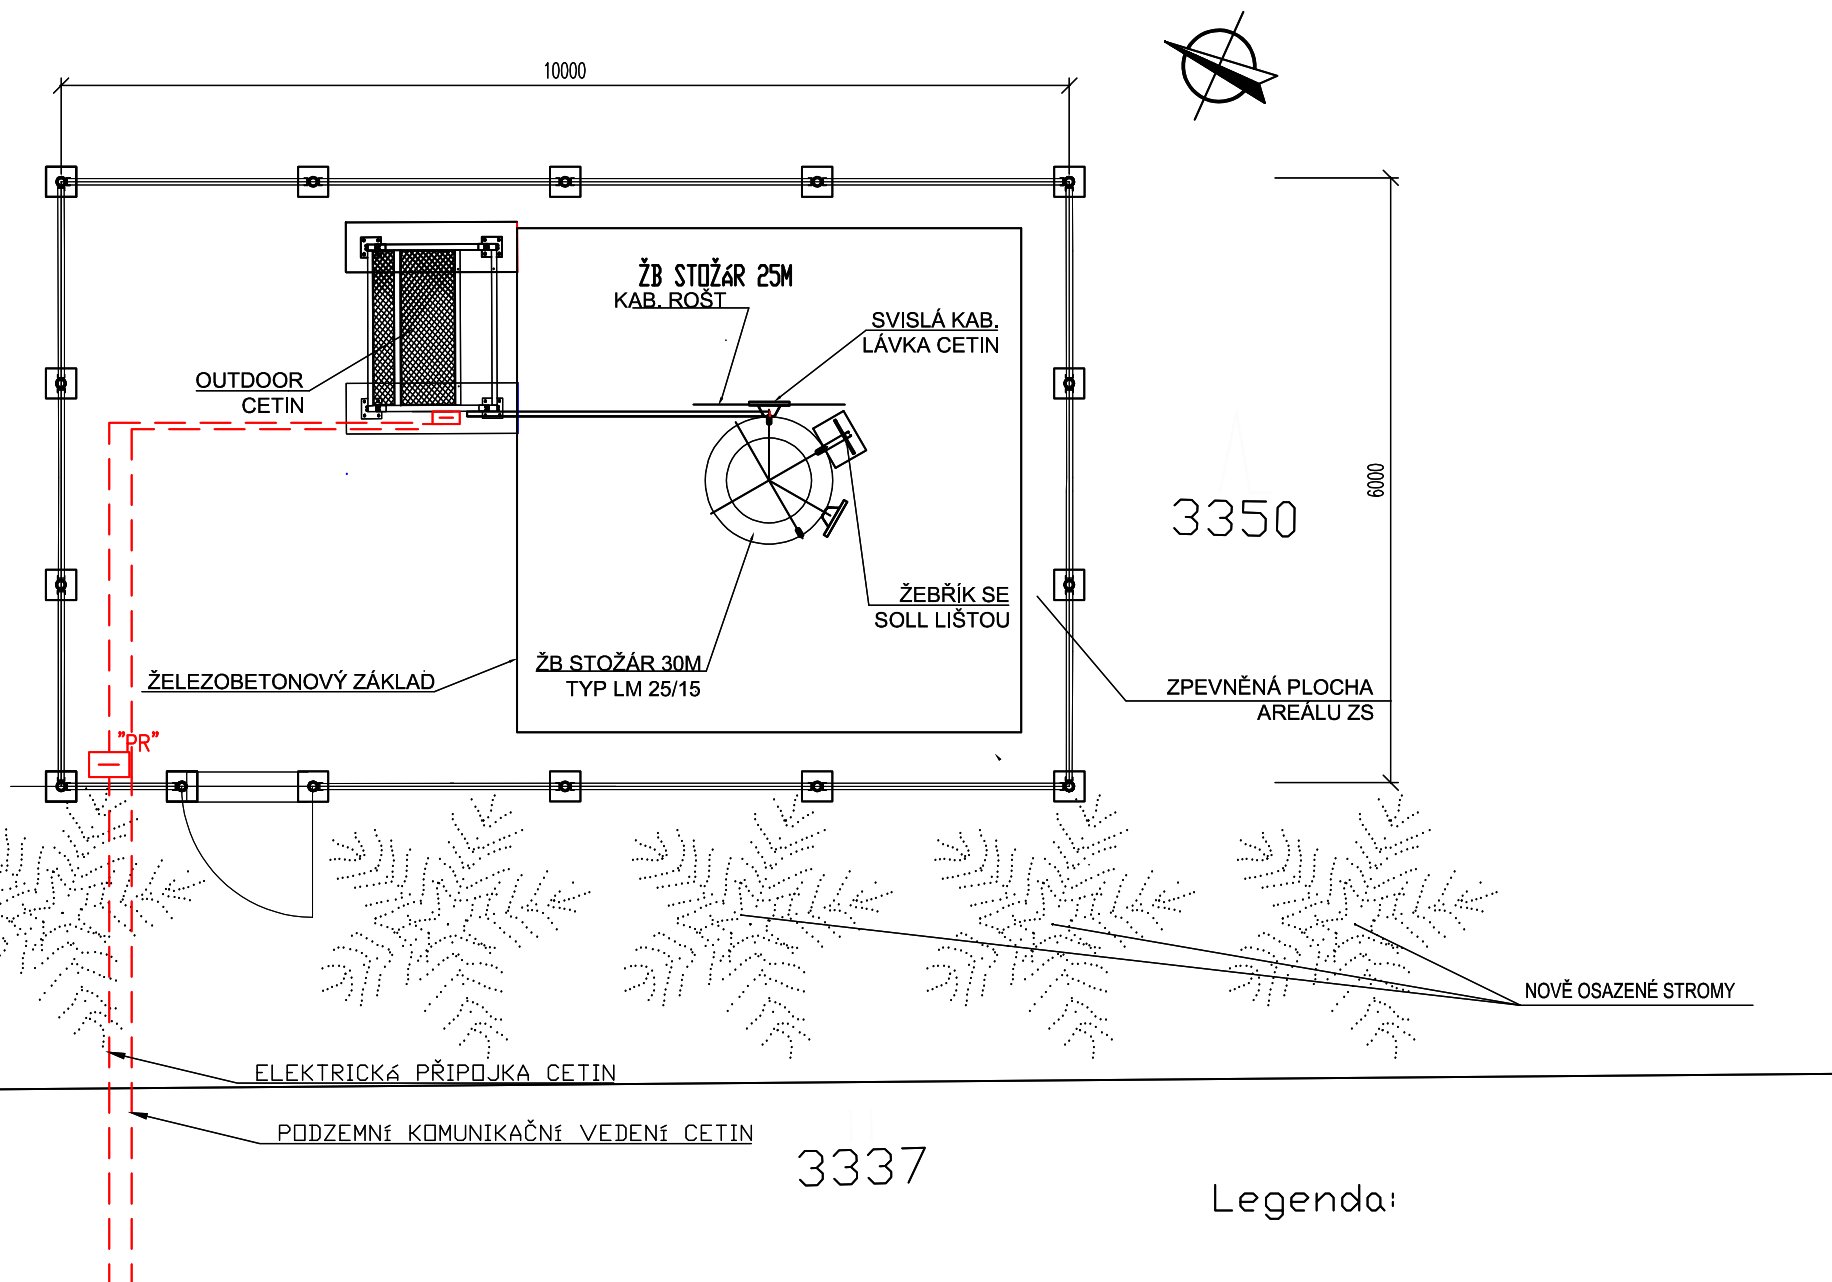 10000
ŽB STOŽáR 25M
KAB. ROŠT
SVISLÁ KAB.
LÁVKA CETIN
OUTDOOR
CETIN
6000
3350
ŽEBŘÍK SE
SOLL LIŠTOU
ŽB STOŽÁR 30M
TYP LM 25/15
ŽELEZOBETONOVÝ ZÁKLAD
ZPEVNĚNÁ PLOCHA
AREÁLU ZS
"PR"
NOVĚ OSAZENÉ STROMY
ELEKTRICKá PŘIPOJKA CETIN
PODZEMNí KOMUNIKAČNí VEDENí CETIN
3337
Legenda: